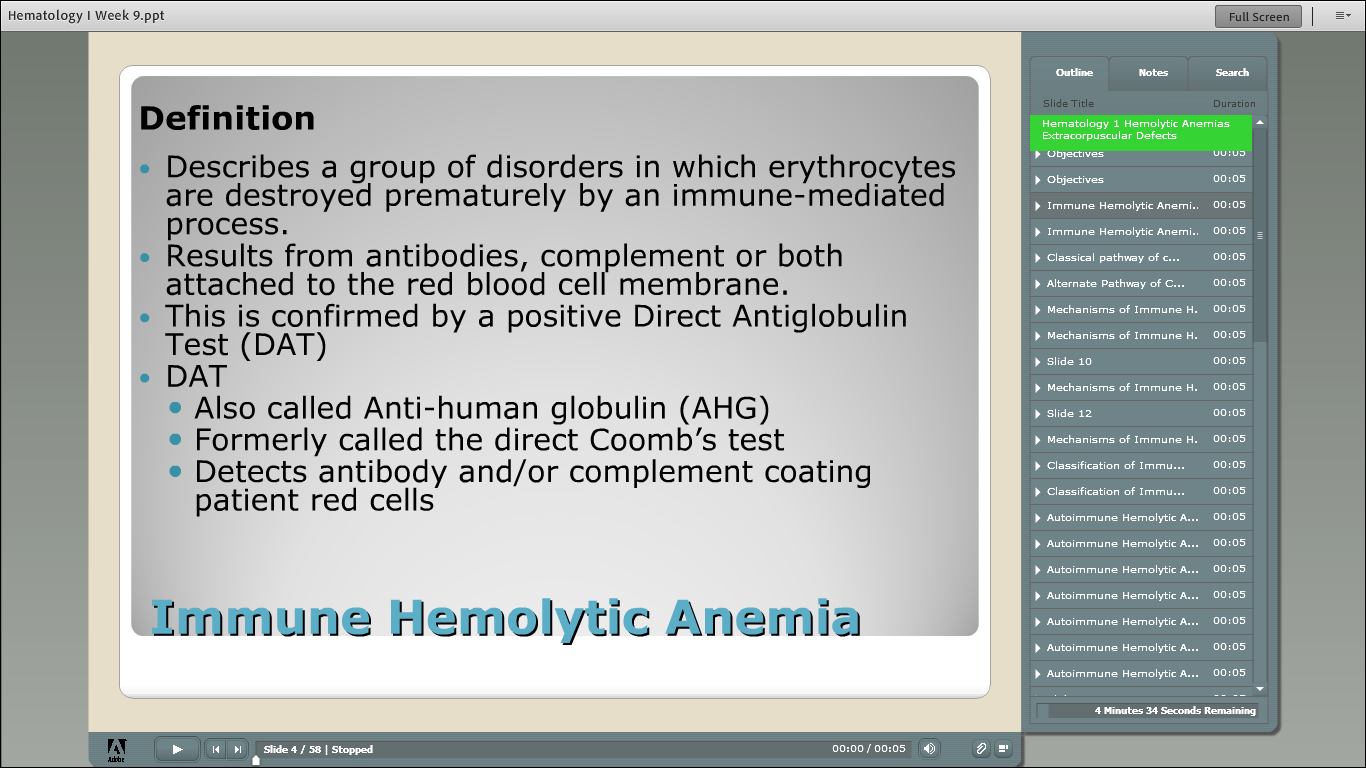 Hematology I Week 9.ppt
Full Screen
Definition
Describes a group of disorders in which erythrocytes
are destroyed prematurely by an immune-mediated
process.
Results from antibodies, complement or both
attached to the red blood cell membrane.
This is confirmed by a positive Direct Antiglobulin
Test (DAT)
DAT
Also called Anti-human globulin (AHG)
Formerly called the direct Coomb’s test
Detects antibody and/or complement coating
patient red cells
Immune Hemolytic Anemia
Outline Notes Search
Slide Title Duration
Hematology 1 Hemolytic Anemias
Extracorpuscular Defects
Objectives 00:05
Objectives 00:05
Immune Hemolytic Anemi.. 00:05
Immune Hemolytic Anemi.. 00:05
Classical pathway of c... 00:05
Alternate Pathway of C... 00:05
Mechanisms of Immune H. 00:05
Mechanisms of Immune H. 00:05
Slide 10 00:05
Mechanisms of Immune H. 00:05
Slide 12 00:05
Mechanisms of Immune H. 00:05
Classification of Immu... 00:05
Classification of Immu... 00:05
Autoimmune Hemolytic A... 00:05
Autoimmune Hemolytic A... 00:05
Autoimmune Hemolytic A... 00:05
Autoimmune Hemolytic A... 00:05
Autoimmune Hemolytic A... 00:05
Autoimmune Hemolytic A... 00:05
Autoimmune Hemolytic A... 00:05
4 Minutes 34 Seconds Remaining
Adobe
Slide 4 / 58 | Stopped
00:00 / 00:05